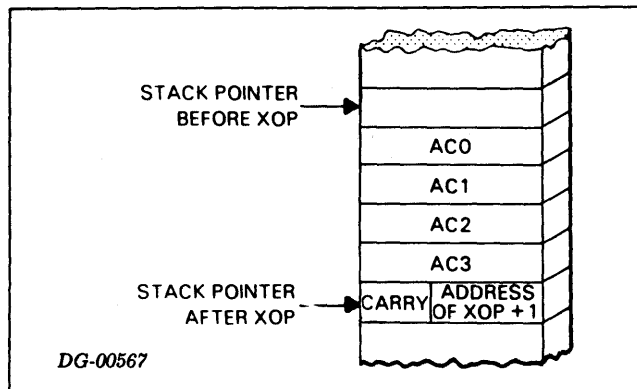 STACK POINTER
BEFORE XOP
AC0
AC1
AC2
AC3
STACK POINTER
AFTER XOP
CARRY
ADDRESS
OF XOP + 1
DG-00567